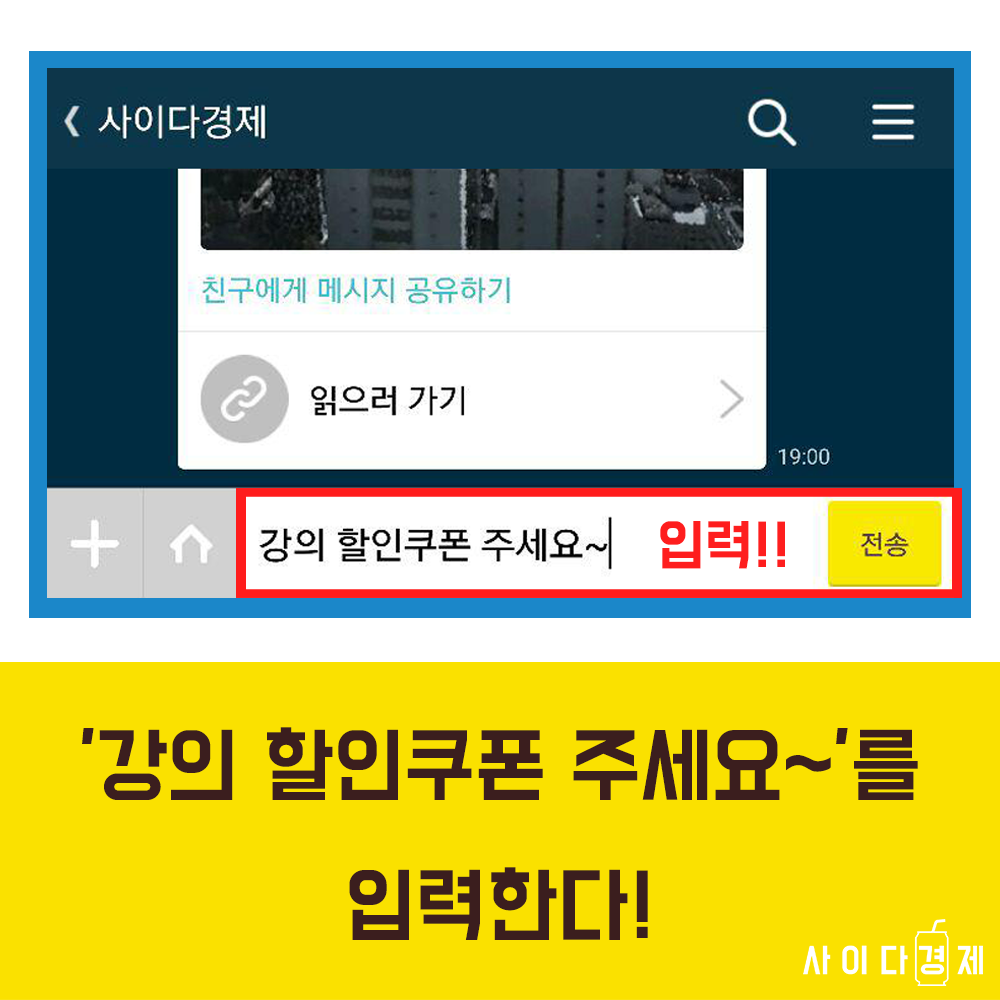 사이다경제
친구에게 메시지 공유하기
읽으러 가기
19:00
강의 할인쿠폰 주세요~ 입력!! 전송
'강의 할인쿠폰 주세요~'를
입력한다!
사이다경제